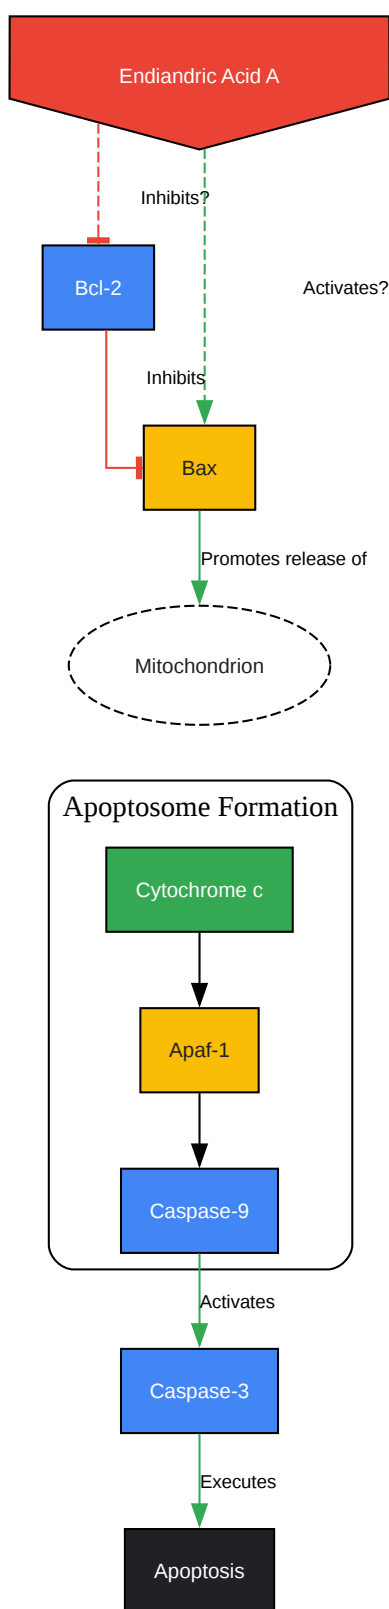 Endiandric Acid A
Inhibits?
Bcl-2
Activates?
Inhibits
Bax
Promotes release of
Mitochondrion
Apoptosome Formation
Cytochrome c
Apaf-1
Caspase-9
Activates
Caspase-3
Executes
Apoptosis